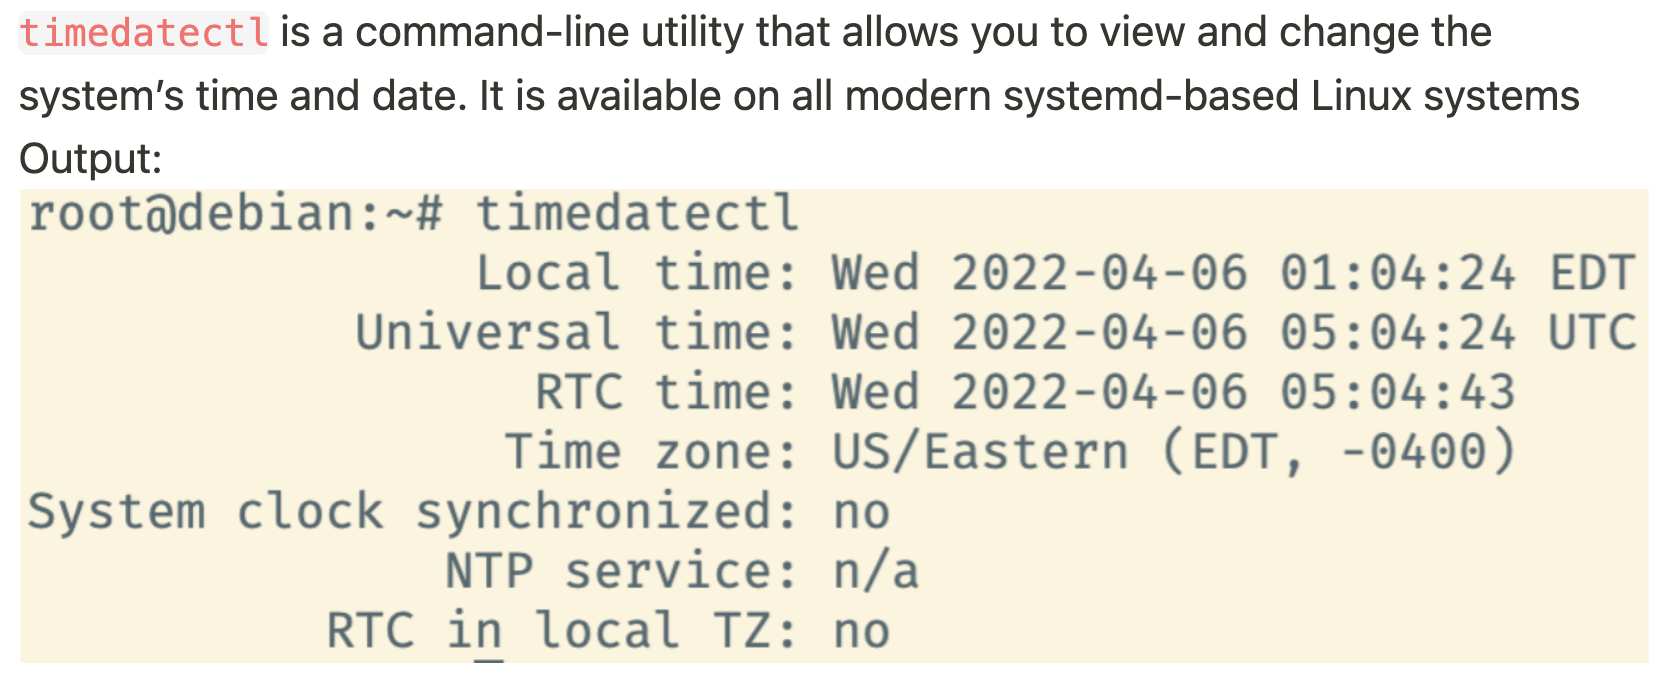 timedatectl is a command-line utility that allows you to view and change the
system’s time and date. It is available on all modern systemd-based Linux systems
Output:
root@debian:~# timedatectl
Local time: Wed 2022-04-06 01:04:24 EDT
Universal time: Wed 2022-04-06 05:04:24 UTC
RTC time: Wed 2022-04-06 05:04:43
Time zone: US/Eastern (EDT, -0400)
System clock synchronized: no
NTP service: n/a
RTC in local TZ: no